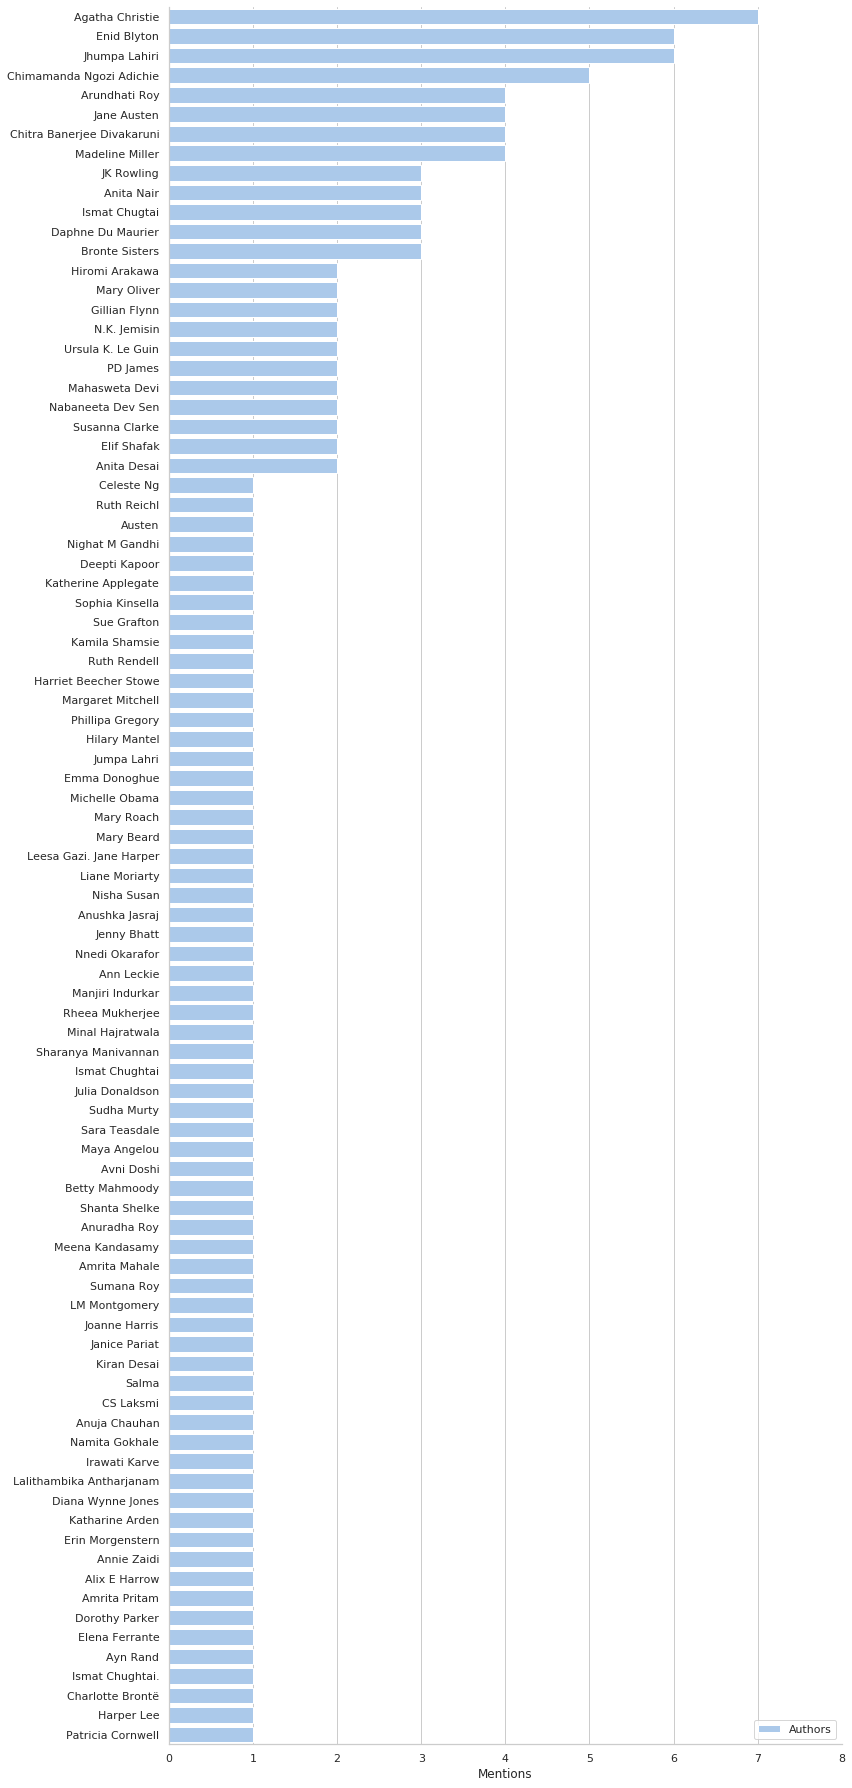 Agatha Christie
Enid Blyton
Jhumpa Lahiri
Chimamanda Ngozi Adichie
Arundhati Roy
Jane Austen
Chitra Banerjee Divakaruni
Madeline Miller
JK Rowling
Anita Nair
Ismat Chugtai
Daphne Du Maurier
Bronte Sisters
Hiromi Arakawa
Mary Oliver
Gillian Flynn
N.K. Jemisin
Ursula K. Le Guin
PD James
Mahasweta Devi
Nabaneeta Dev Sen
Susanna Clarke
Elif Shafak
Anita Desai
Celeste Ng
Ruth Reichl
Austen
Nighat M Gandhi
Deepti Kapoor
Katherine Applegate
Sophia Kinsella
Sue Grafton
Kamila Shamsie
Ruth Rendell
Harriet Beecher Stowe
Margaret Mitchell
Phillipa Gregory
Hilary Mantel
Jumpa Lahri
Emma Donoghue
Michelle Obama
Mary Roach
Mary Beard
Leesa Gazi. Jane Harper
Liane Moriarty
Nisha Susan
Anushka Jasraj
Jenny Bhatt
Nnedi Okarafor
Ann Leckie
Manjiri Indurkar
Rheea Mukherjee
Minal Hajratwala
Sharanya Manivannan
Ismat Chughtai
Julia Donaldson
Sudha Murty
Sara Teasdale
Maya Angelou
Avni Doshi
Betty Mahmoody
Shanta Shelke
Anuradha Roy
Meena Kandasamy
Amrita Mahale
Sumana Roy
LM Montgomery
Joanne Harris
Janice Pariat
Kiran Desai
Salma
CS Laksmi
Anuja Chauhan
Namita Gokhale
Irawati Karve
Lalithambika Antharjanam
Diana Wynne Jones
Katharine Arden
Erin Morgenstern
Annie Zaidi
Alix E Harrow
Amrita Pritam
Dorothy Parker
Elena Ferrante
Ayn Rand
Ismat Chughtai.
Charlotte Brontë
Harper Lee
Patricia Cornwell
Authors
0 1 2 3 4 5 6 7 8
Mentions